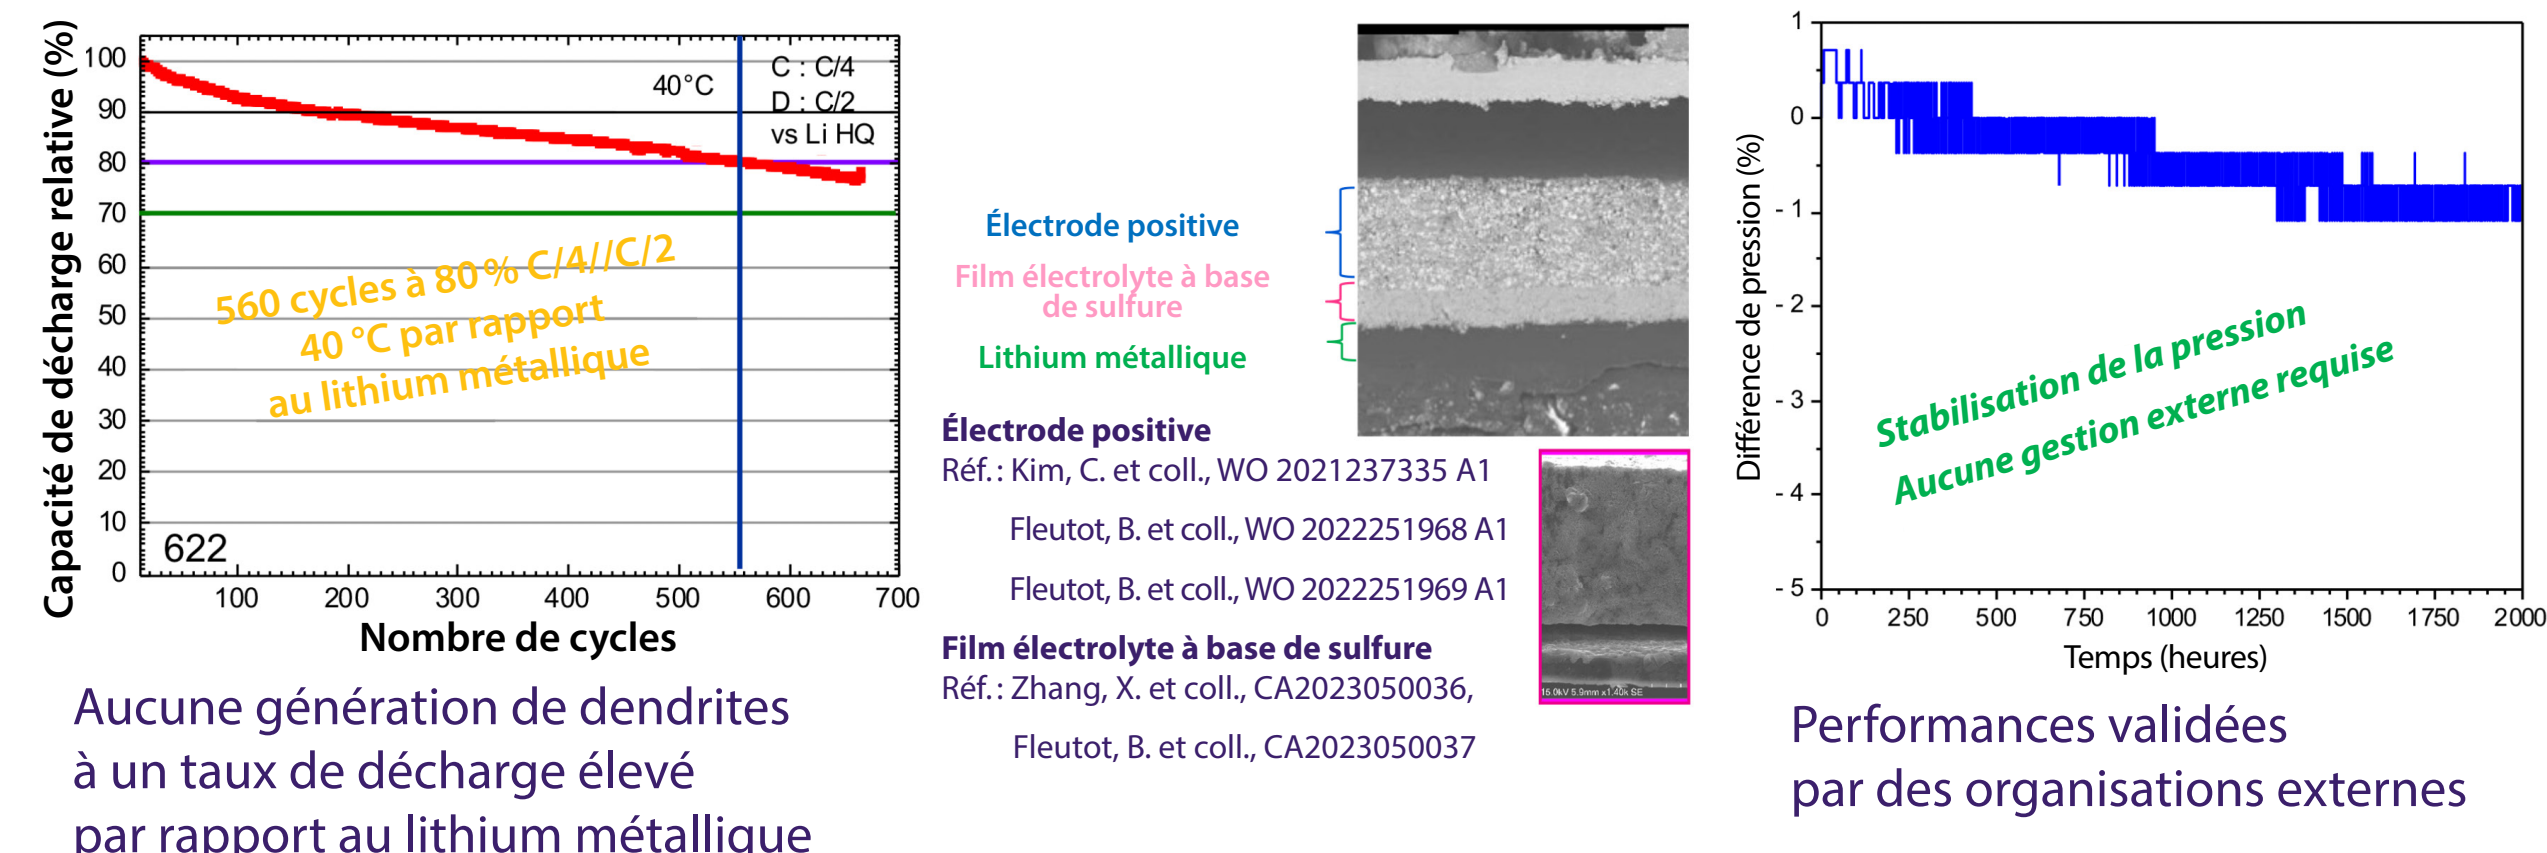 Capacité de décharge relative (%)
100
90
80
70
60
50
40
30
20
10
0
40°C
C : C/4
D : C/2
vs Li HQ
560 cycles à 80 % C/4//C/2
40 °C par rapport
au lithium métallique
622
100 200 300 400 500 600 700
Nombre de cycles
Aucune génération de dendrites
à un taux de décharge élevé
par rapport au lithium métallique
Électrode positive
Film électrolyte à base
de sulfure
Lithium métallique
Électrode positive
Réf. : Kim, C. et coll., WO 2021237335 A1
Fleutot, B. et coll., WO 2022251968 A1
Fleutot, B. et coll., WO 2022251969 A1
Film électrolyte à base de sulfure
Réf. : Zhang, X. et coll., CA2023050036,
Fleutot, B. et coll., CA2023050037
15.0kV 5.9mm x1.40k SE
Différence de pression (%)
1
0
- 1
- 2
- 3
- 4
- 5
Stabilisation de la pression
Aucune gestion externe requise
0 250 500 750 1000 1250 1500 1750 2000
Temps (heures)
Performances validées
par des organisations externes